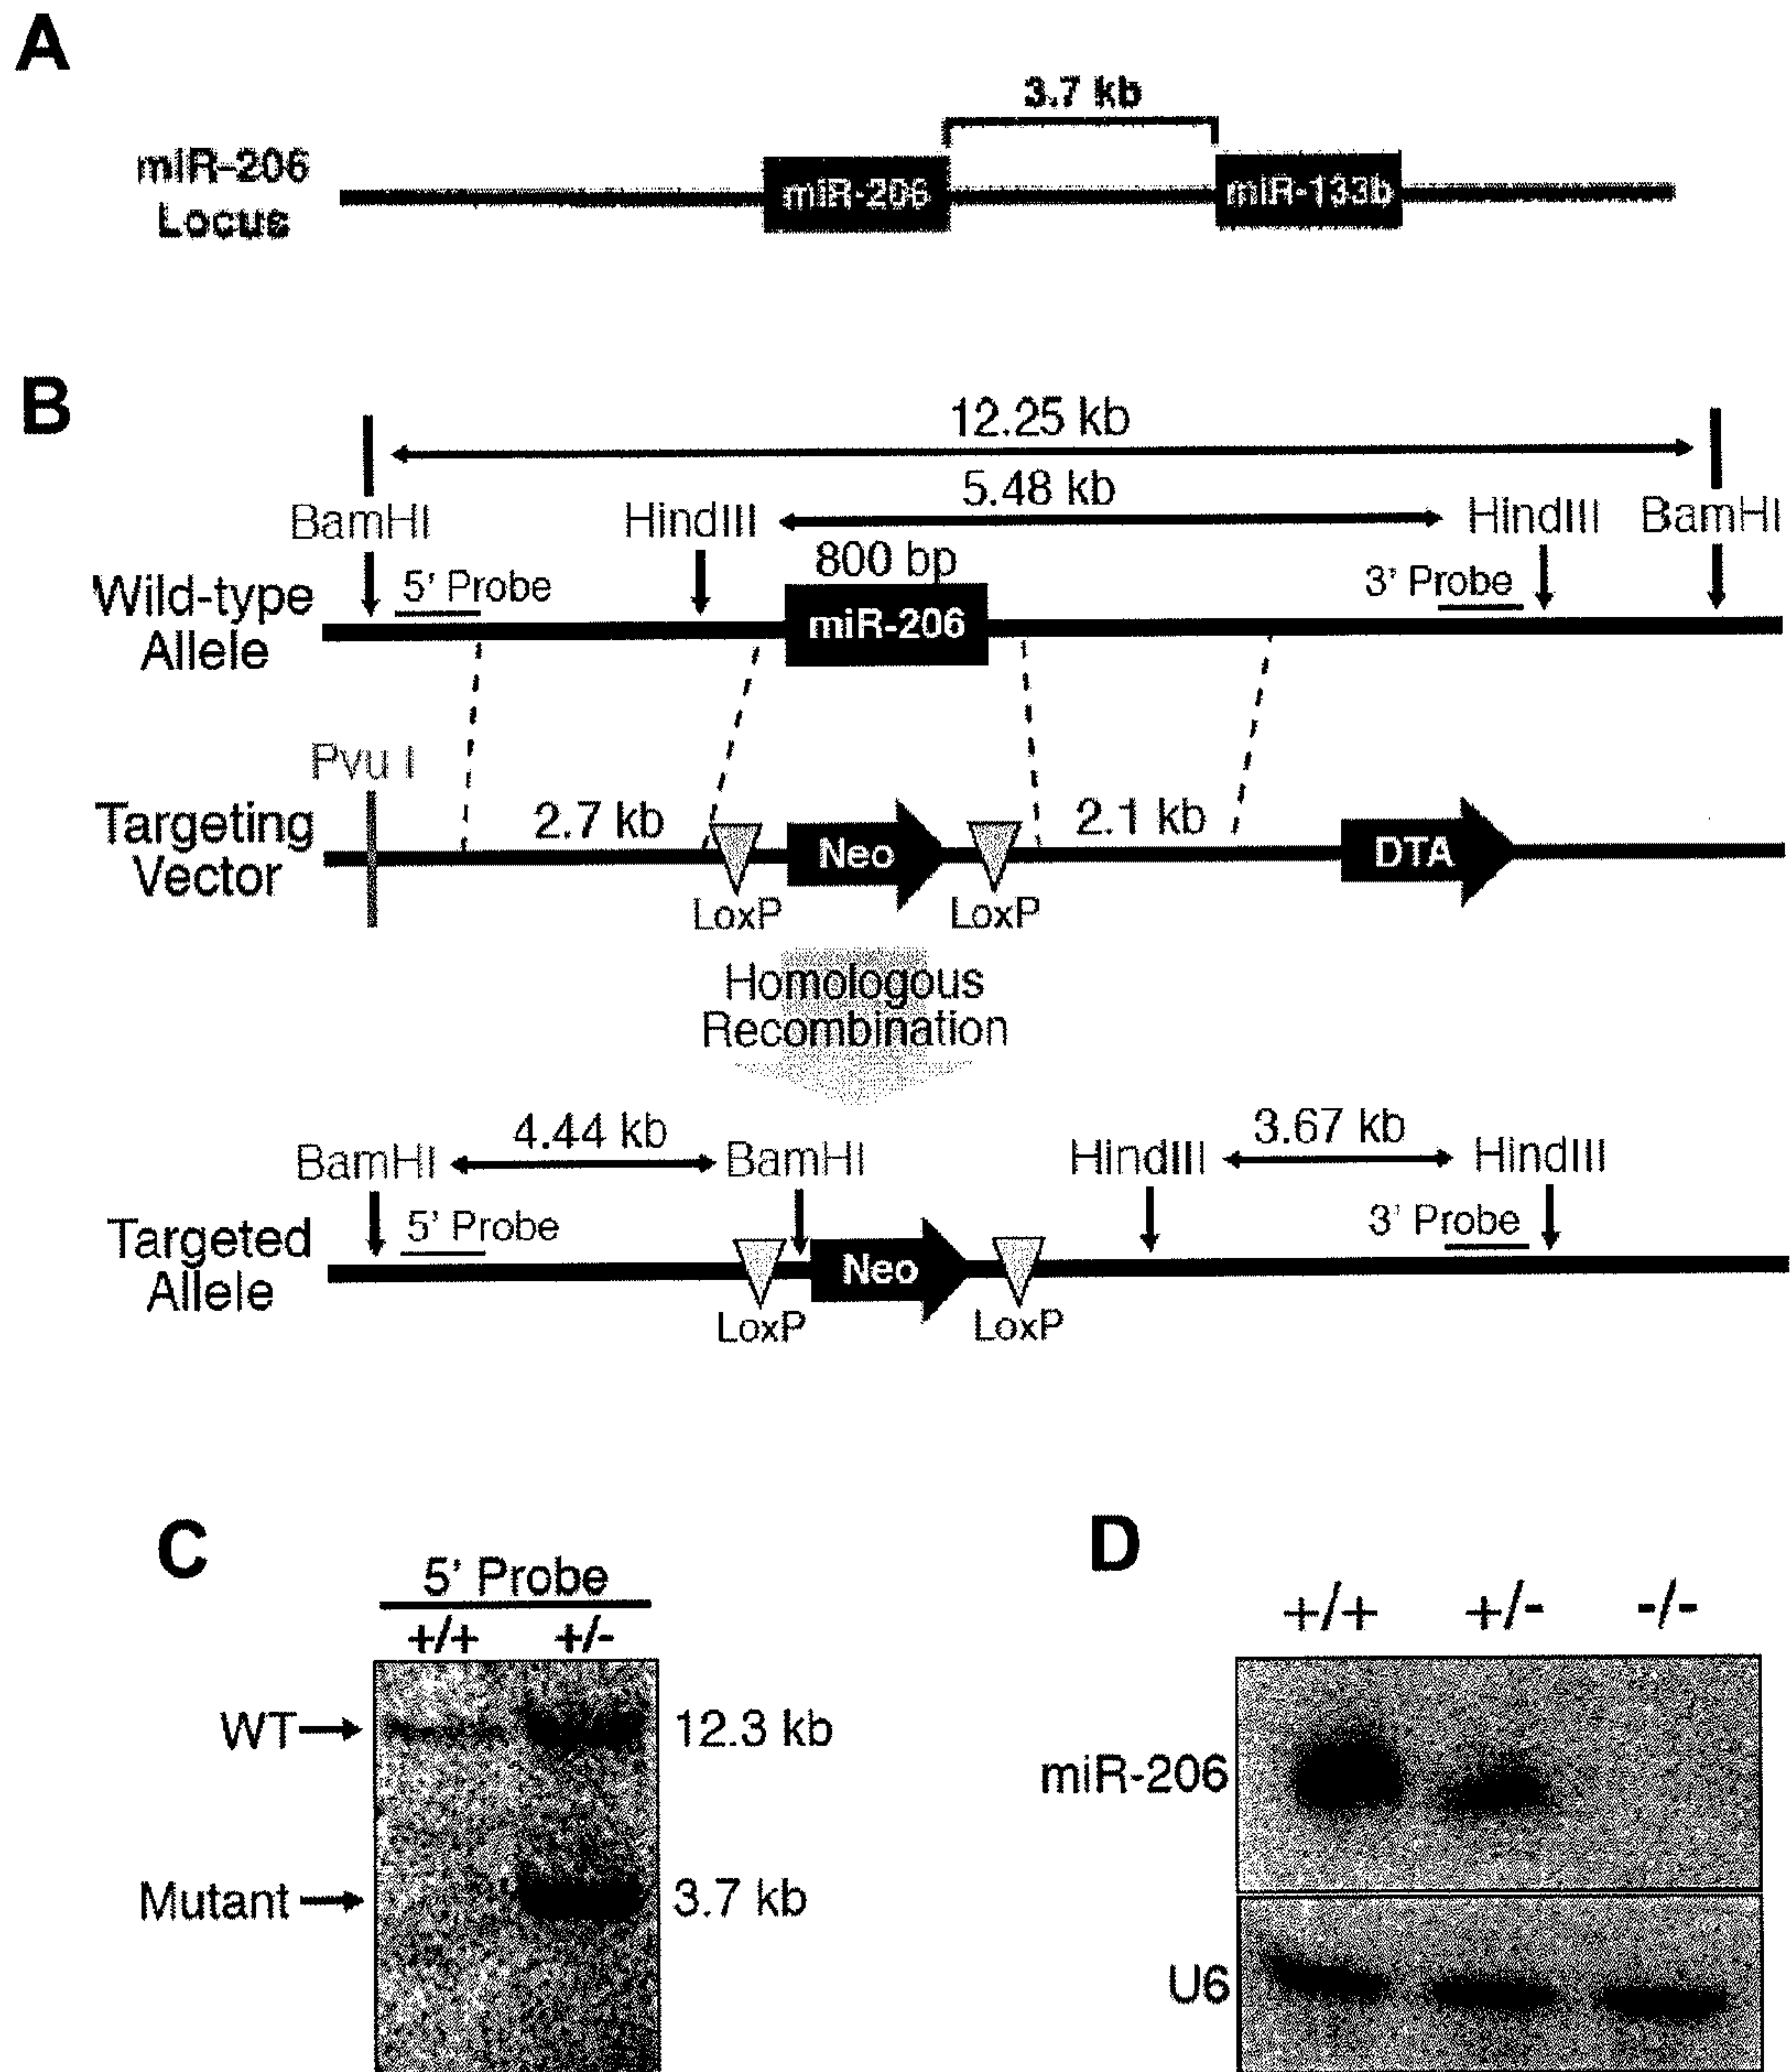 A
3.7 kb
miR-206
Locus
miR-206
miR-133b
B
12.25 kb
5.48 kb
BamHI
HindIII
HindIII
BamHI
800 bp
5' Probe
3' Probe
Wild-type
Allele
miR-206
Pvu I
Targeting
Vector
2.7 kb
2.1 kb
Neo
DTA
LoxP
LoxP
Homologous
Recombination
4.44 kb
3.67 kb
BamHI
BamHI
HindIII
HindIII
5' Probe
3' Probe
Targeted
Allele
Neo
LoxP
LoxP
C
5' Probe
+/+
+/-
WT
12.3 kb
Mutant
3.7 kb
D
+/+
+/-
-/-
miR-206
U6